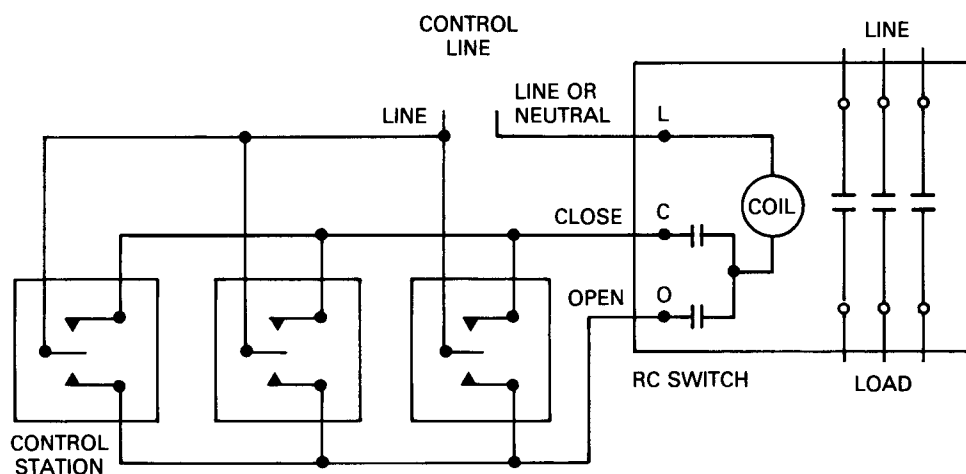 CONTROL
LINE
LINE
LINE
LINE OR
NEUTRAL
L
COIL
CLOSE
C
OPEN
O
RC SWITCH
LOAD
CONTROL
STATION